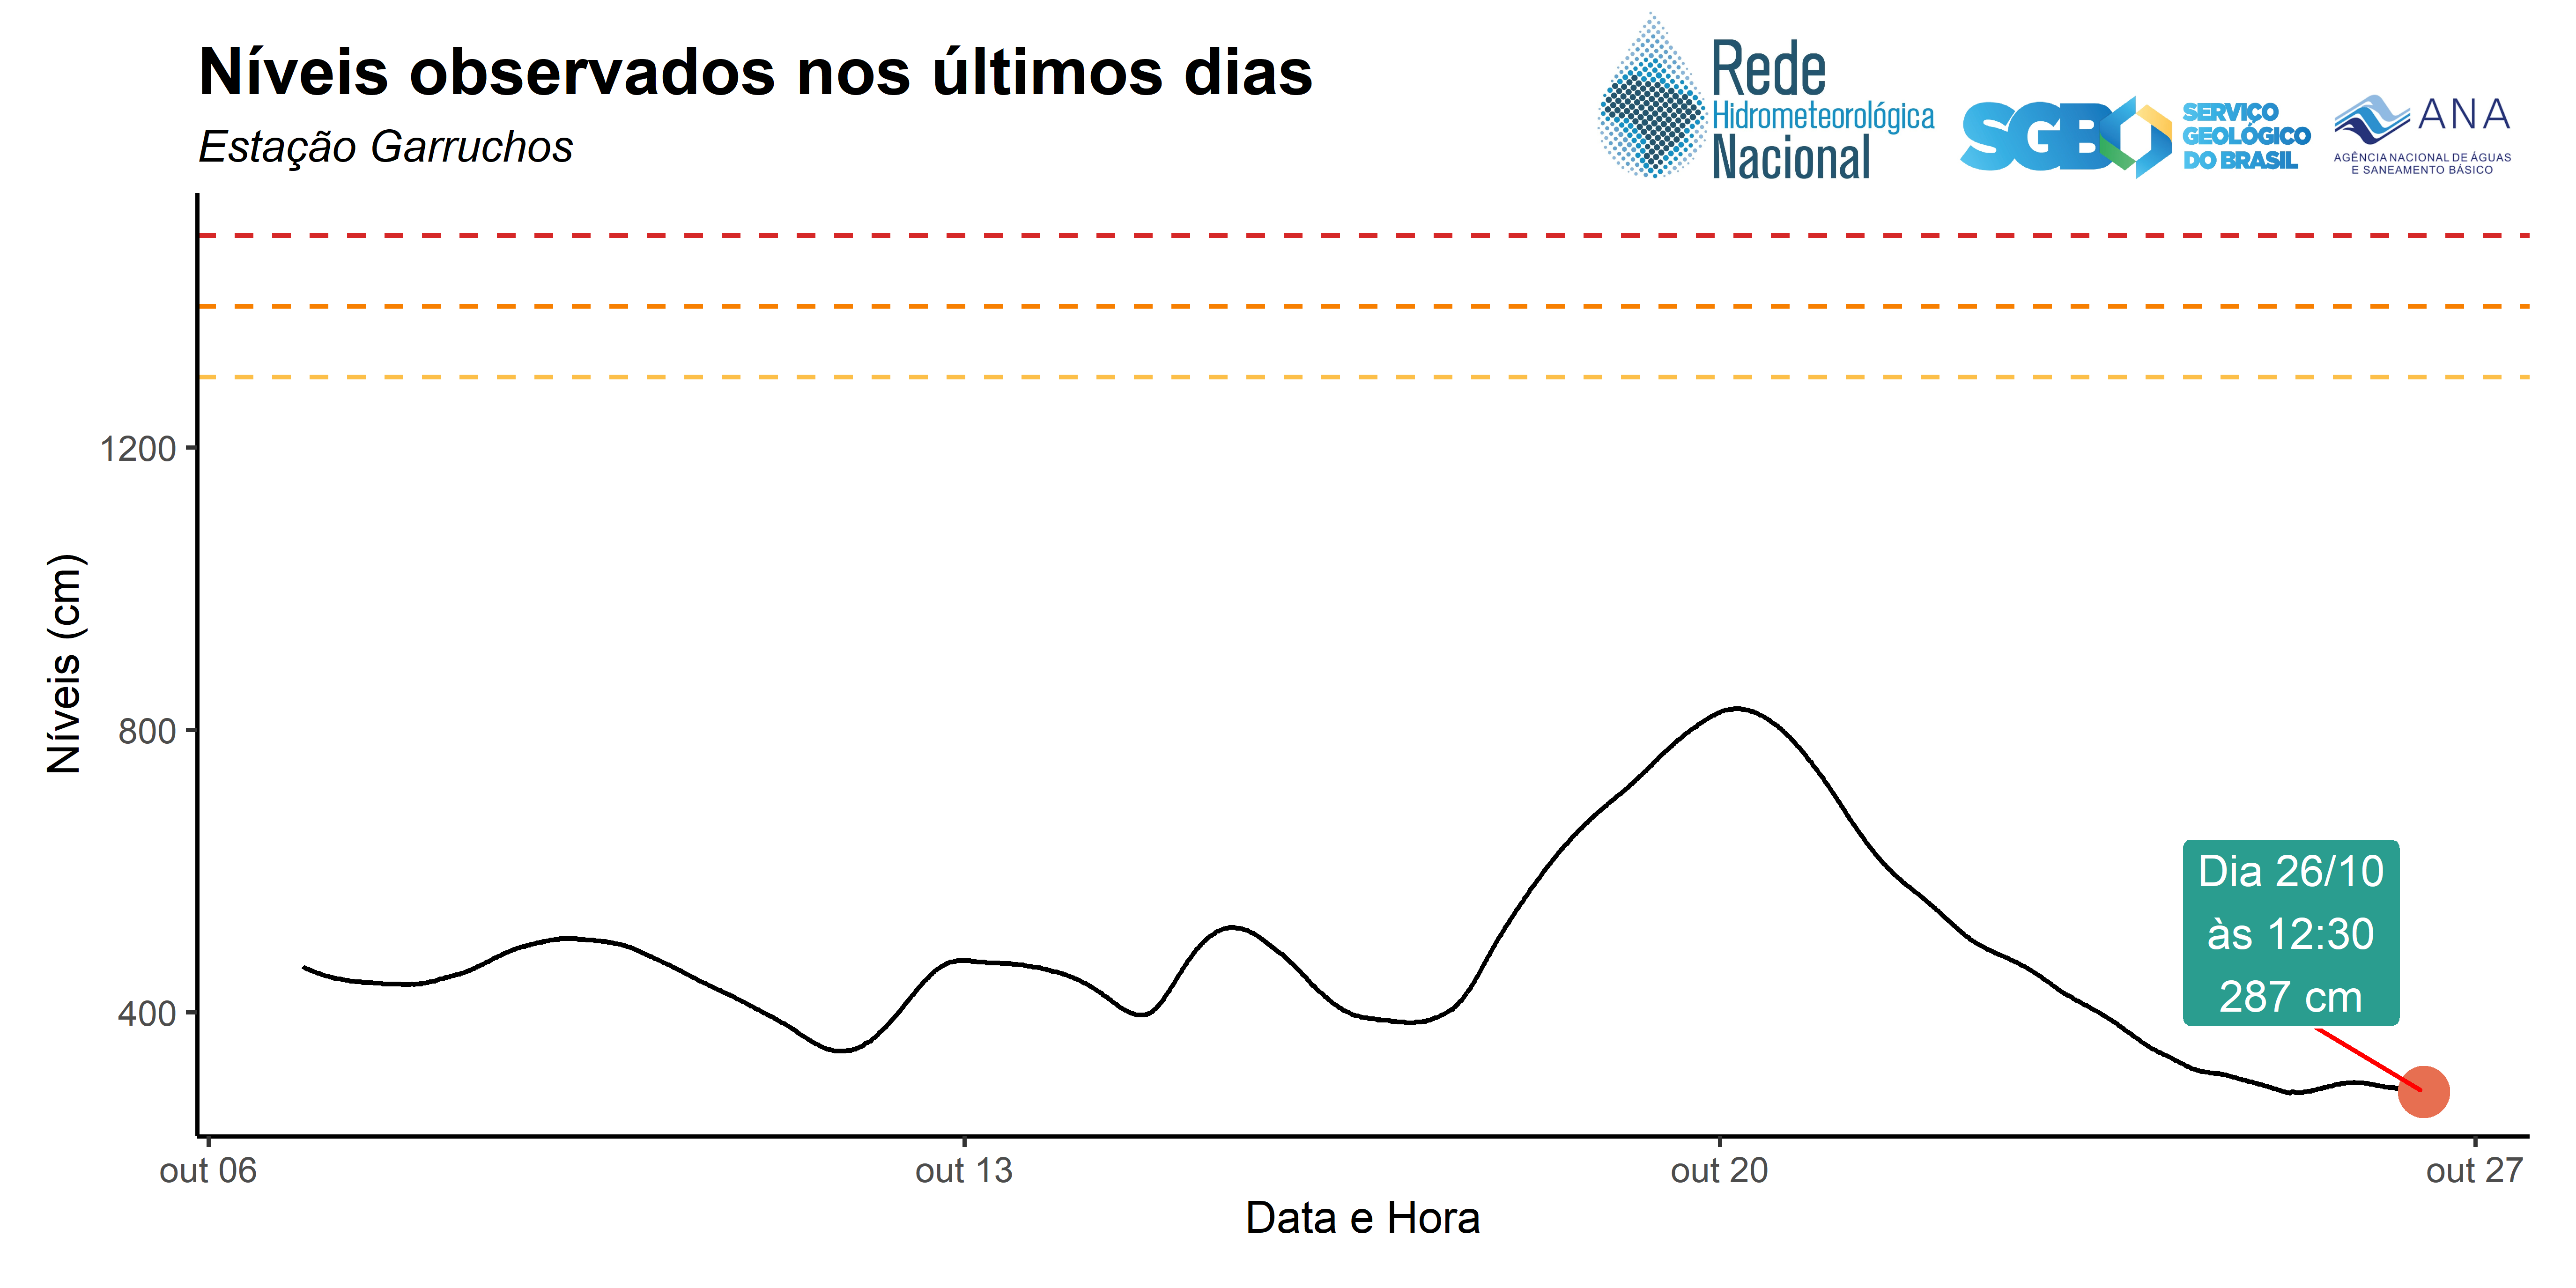 Níveis observados nos últimos dias
Estação Garruchos
Rede
Hidrometeorológica
Nacional
SGB
SERVIÇO
GEOLÓGICO
DO BRASIL
ANA
AGÊNCIA NACIONAL DE ÁGUAS
E SANEAMENTO BÁSICO
Níveis (cm)
1200
800
400
Dia 26/10
às 12:30
287 cm
out 06
out 13
out 20
out 27
Data e Hora